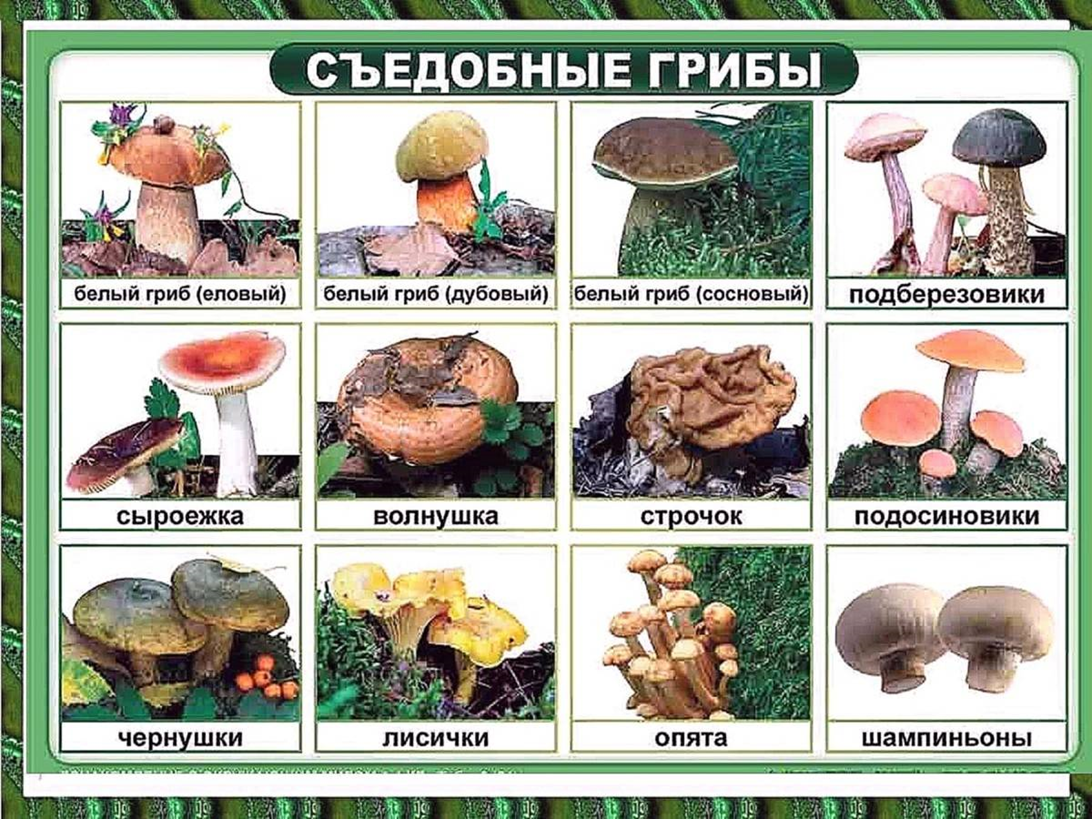 СЪЕДОБНЫЕ ГРИБЫ
белый гриб (еловый)
белый гриб (дубовый)
белый гриб (сосновый)
подберезовики
сыроежка
волнушка
строчок
подосиновики
чернушки
лисички
опята
шампиньоны